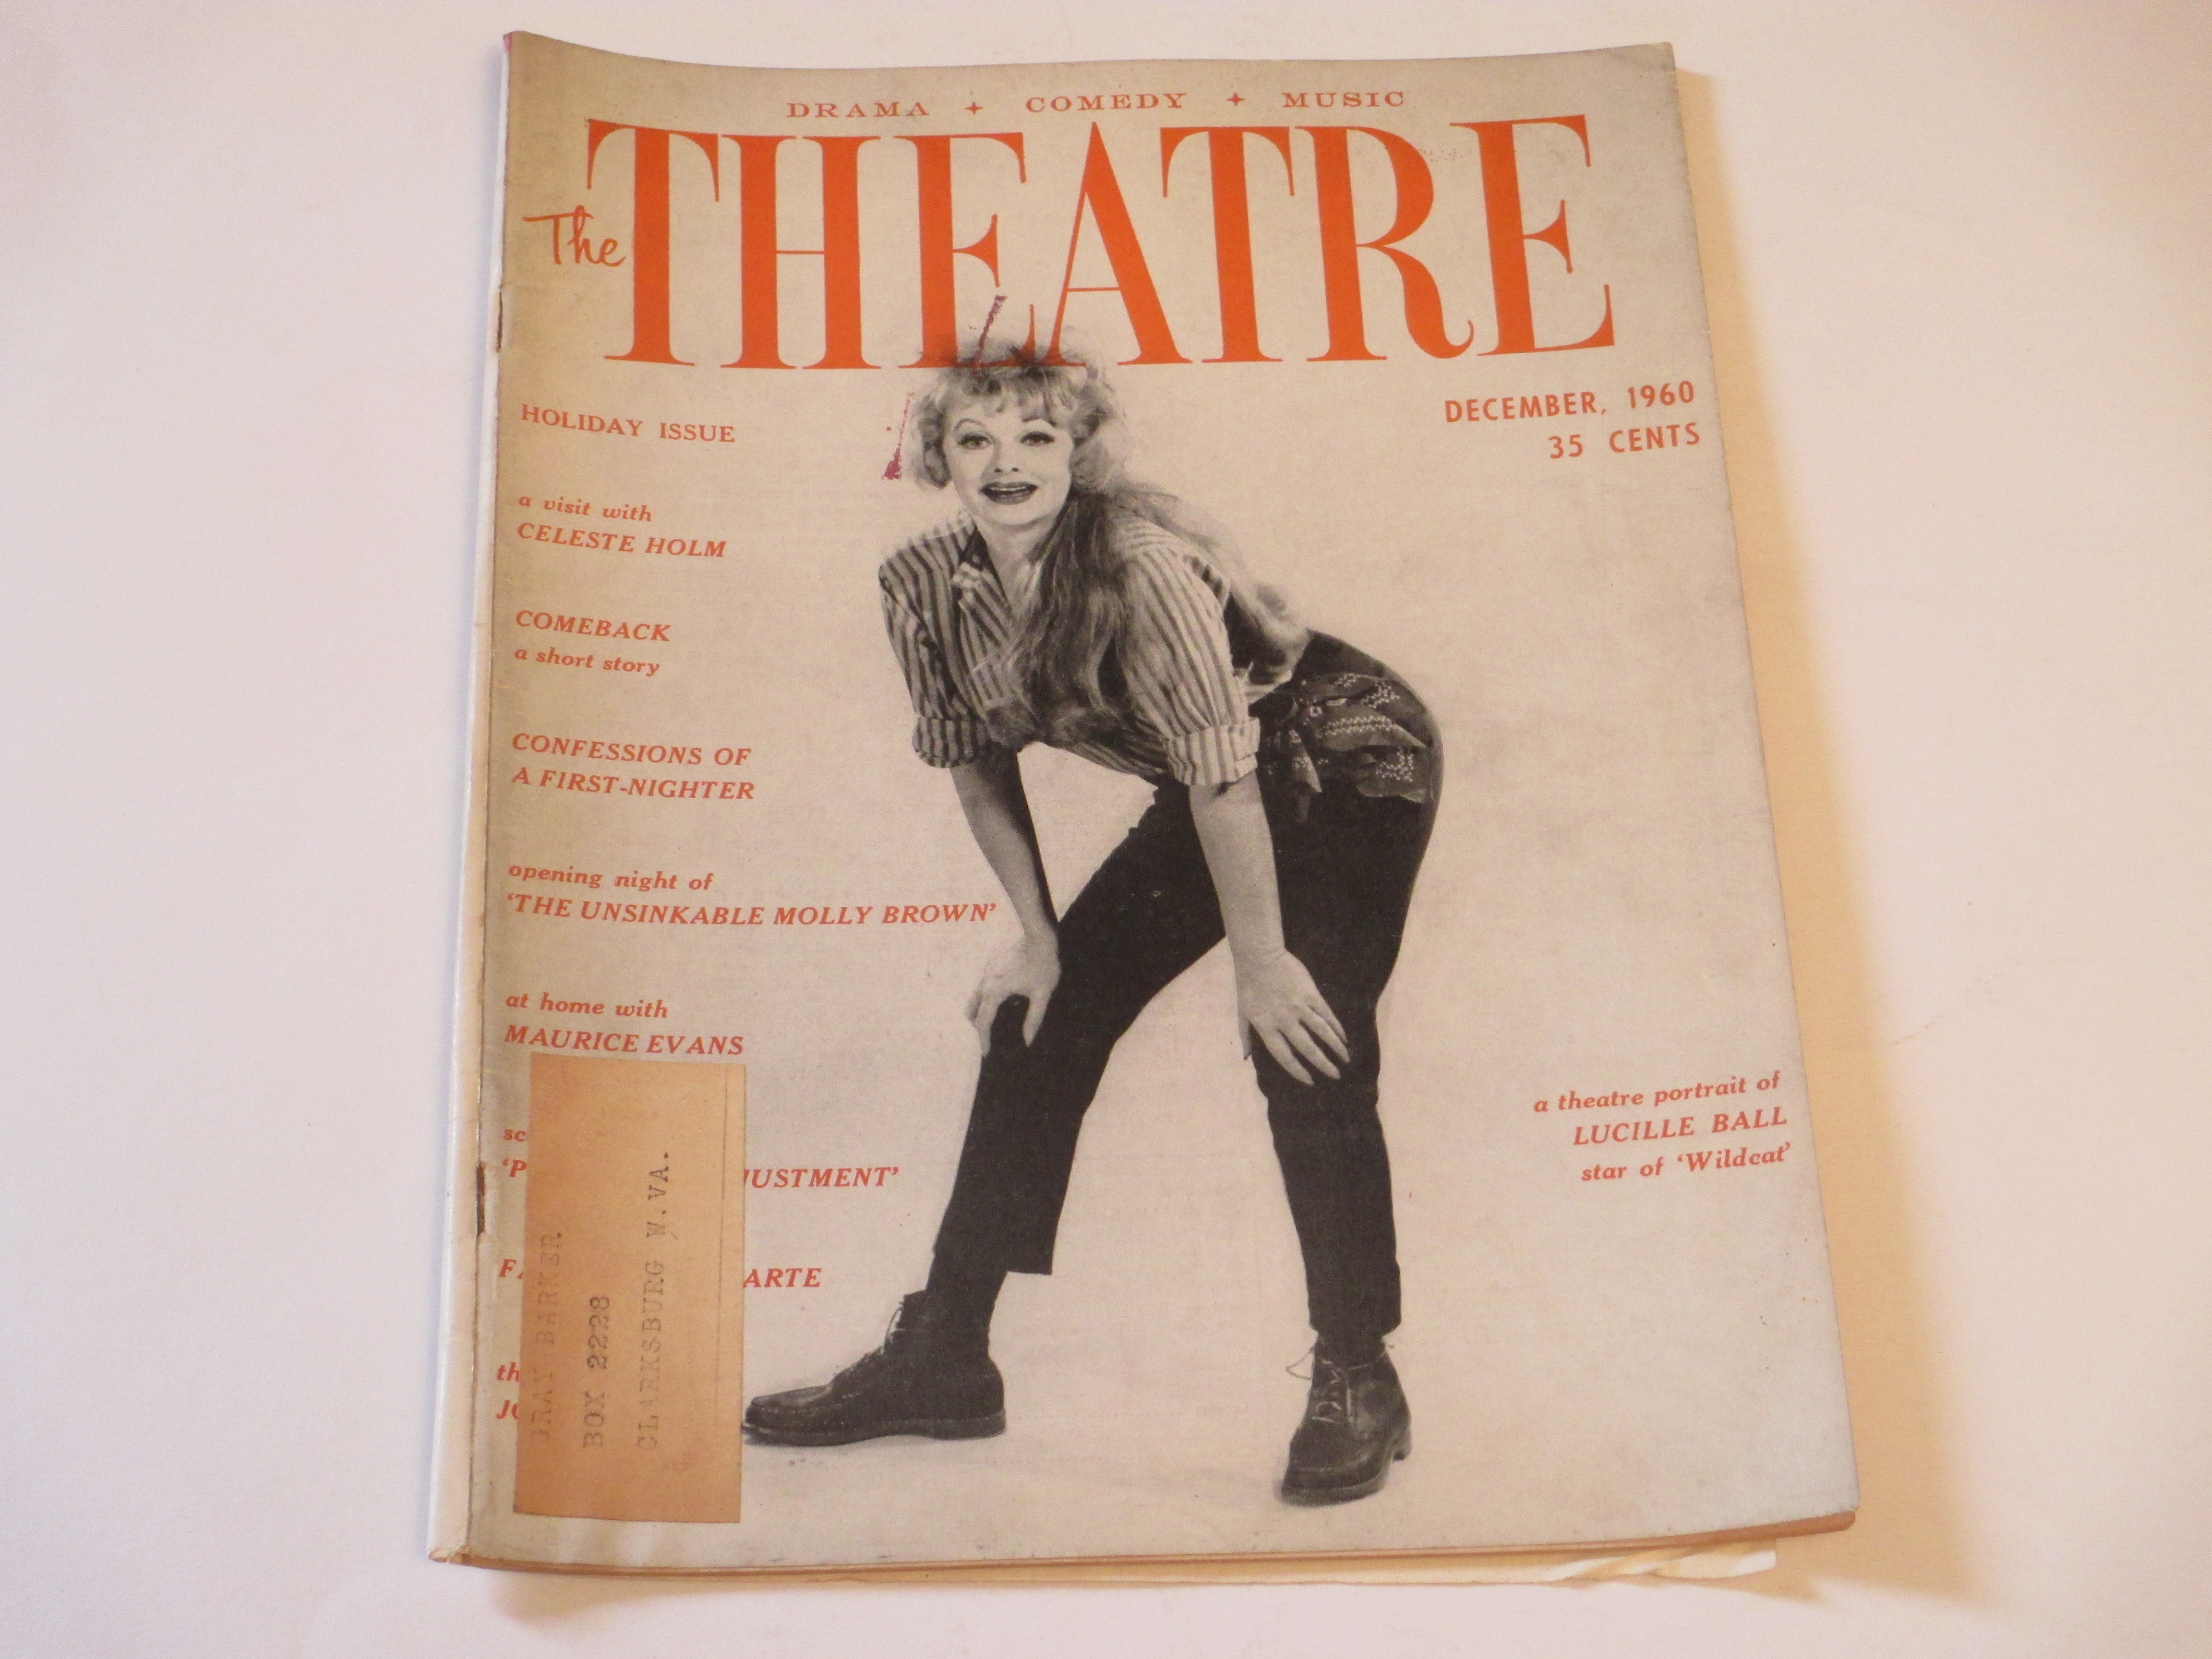 DRAMA + COMEDY + MUSIC
The THEATRE
DECEMBER, 1960
35 CENTS
HOLIDAY ISSUE
a visit with
CELESTE HOLM
COMEBACK
a short story
CONFESSIONS OF
A FIRST-NIGHTER
opening night of
‘THE UNSINKABLE MOLLY BROWN’
at home with
MAURICE EVANS
a theatre portrait of
LUCILLE BALL
star of ‘Wildcat’
GRAY BARKER
BOX 2228
CLARKSBURG W.VA.